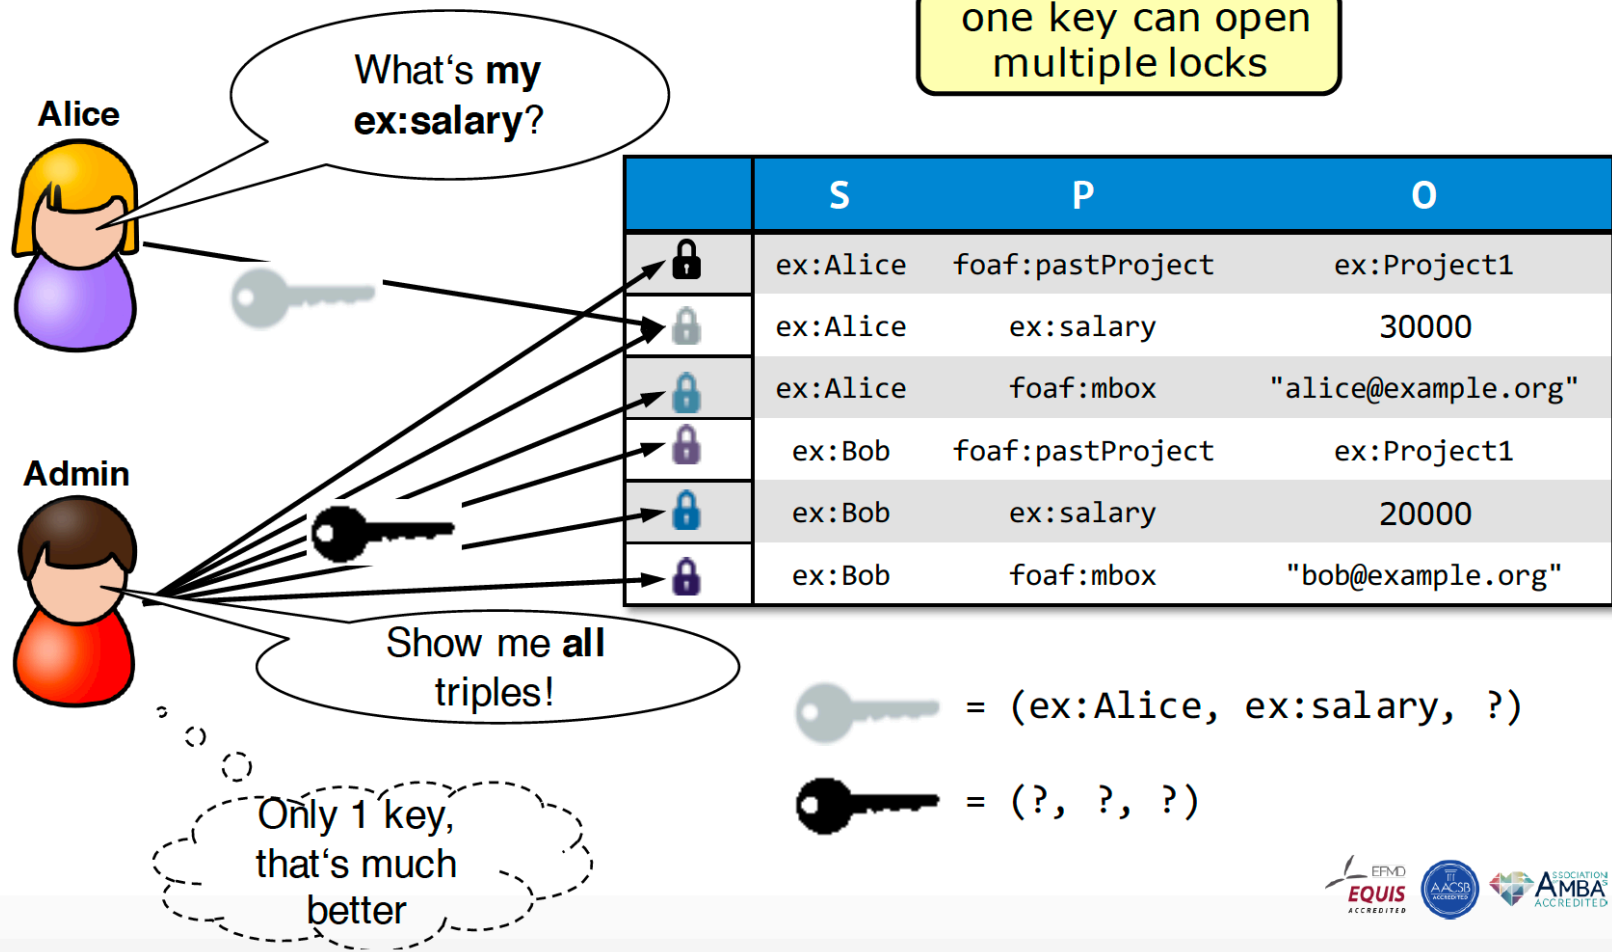 one key can open
multiple locks
What's my
ex:salary?
Alice
S P O
ex:Alice foaf:pastProject ex:Project1
ex:Alice ex:salary 30000
ex:Alice foaf:mbox "alice@example.org"
ex:Bob foaf:pastProject ex:Project1
ex:Bob ex:salary 20000
ex:Bob foaf:mbox "bob@example.org"
Admin
Show me all
triples!
= (ex:Alice, ex:salary, ?)
= (?, ?, ?)
Only 1 key,
that's much
better
EFMD
EQUIS
ACCREDITED
AACSB
ACCREDITED
ASSOCIATION
AMBA'S
ACCREDITED